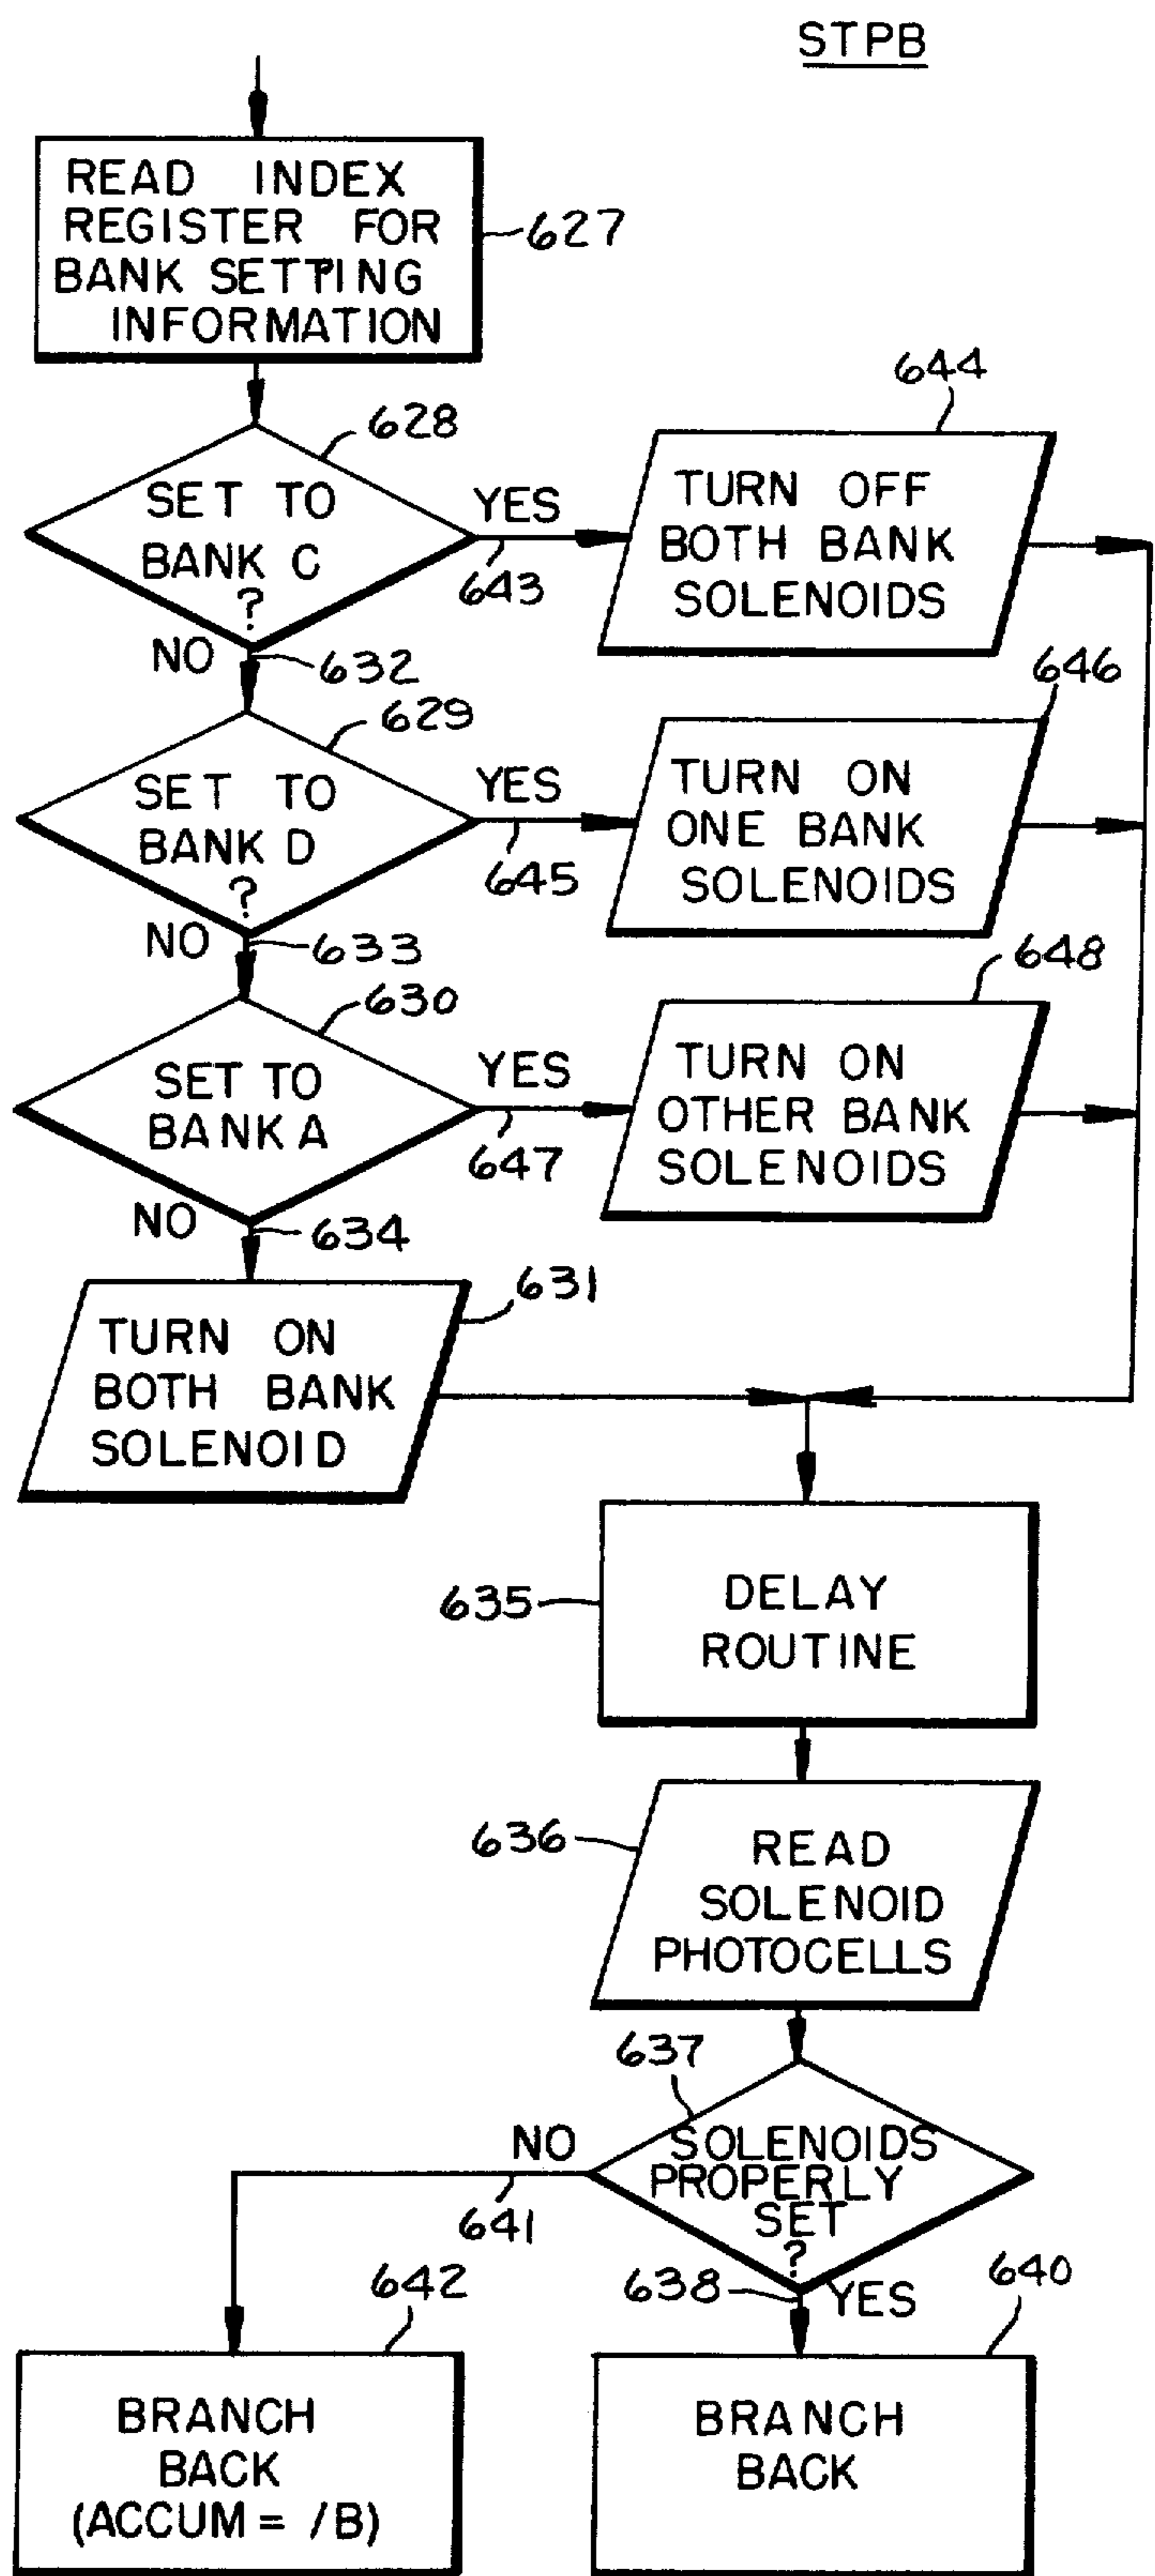 STPB
READ INDEX
REGISTER FOR
BANK SETTING
INFORMATION
627
628
SET TO
BANK C
?
YES
643
644
TURN OFF
BOTH BANK
SOLENOIDS
NO
632
629
SET TO
BANK D
?
YES
645
646
TURN ON
ONE BANK
SOLENOIDS
NO
633
630
SET TO
BANK A
YES
647
648
TURN ON
OTHER BANK
SOLENOIDS
NO
634
631
TURN ON
BOTH BANK
SOLENOID
635
DELAY
ROUTINE
636
READ
SOLENOID
PHOTOCELLS
637
SOLENOIDS
PROPERLY
SET
?
NO
641
638
YES
642
BRANCH
BACK
(ACCUM = /B)
640
BRANCH
BACK